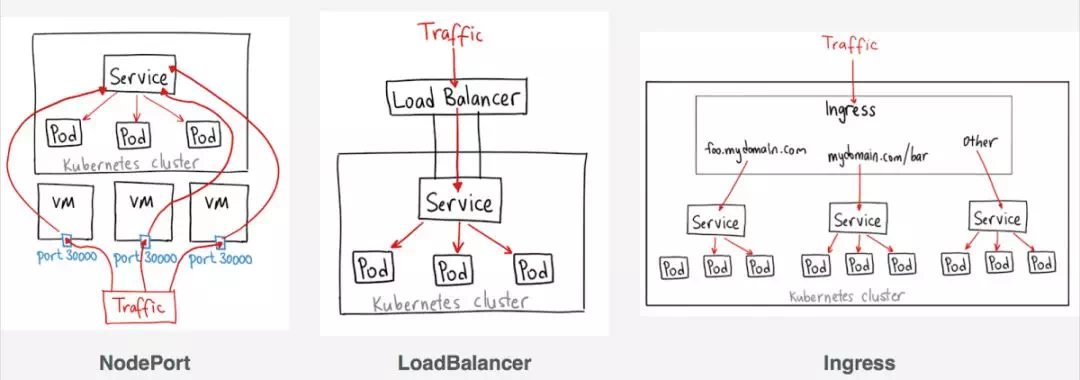 Service
Pod
Pod
Pod
Kubernetes cluster
VM
VM
VM
port 30000
port 30000
port 30000
Traffic
NodePort
Traffic
Load Balancer
Service
Pod
Pod
Pod
Kubernetes cluster
LoadBalancer
Traffic
Ingress
foo.mydomain.com
mydomain.com/bar
Other
Service
Service
Service
Pod
Pod
Pod
Pod
Pod
Pod
Pod
Pod
Pod
Kubernetes cluster
Ingress